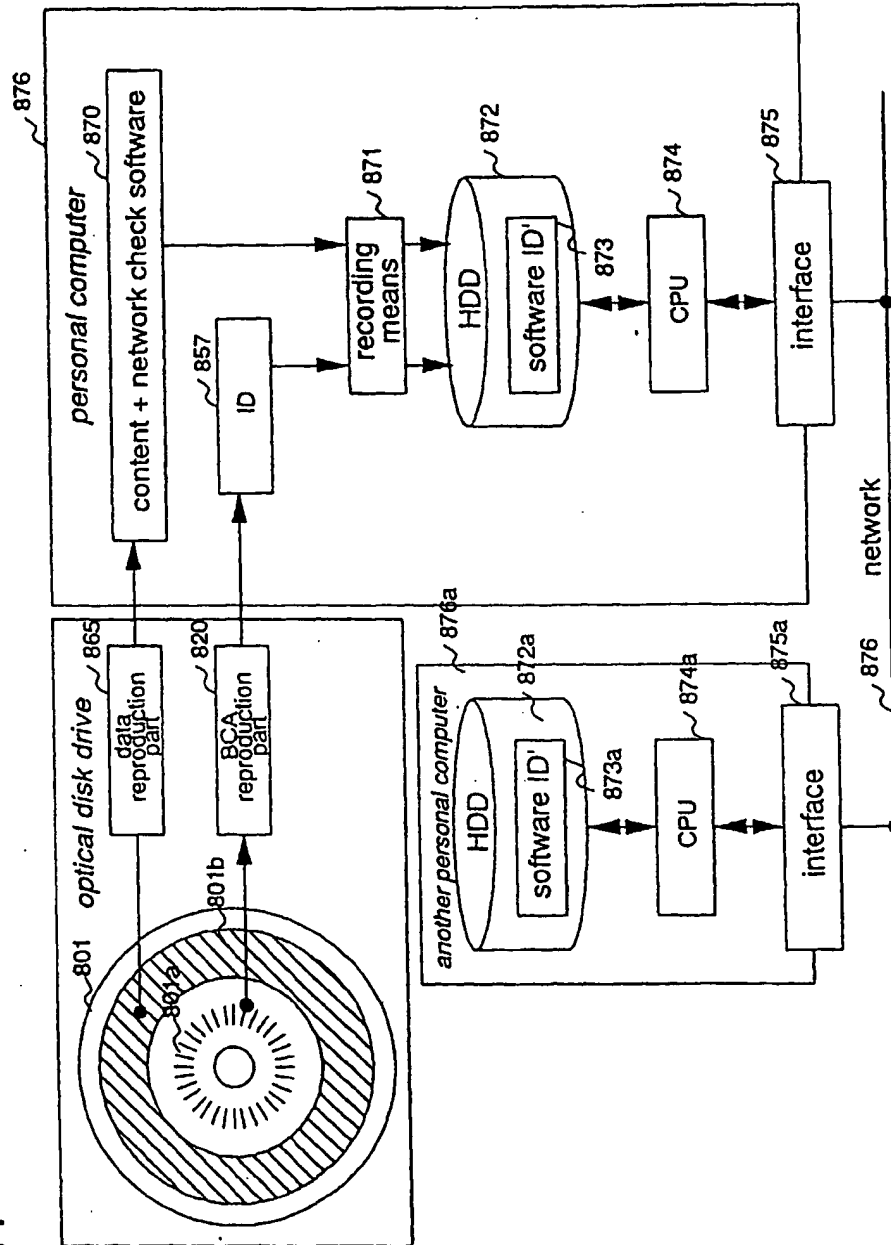 optical disk drive
801
801b
801a
865
data
reproduction
part
820
BCA
reproduction
part
personal computer
876
870
content + network check software
857
ID
871
recording
means
HDD
872
software ID'
873
CPU
874
interface
875
another personal computer
876a
HDD
872a
software ID'
873a
CPU
874a
interface
875a
network
876